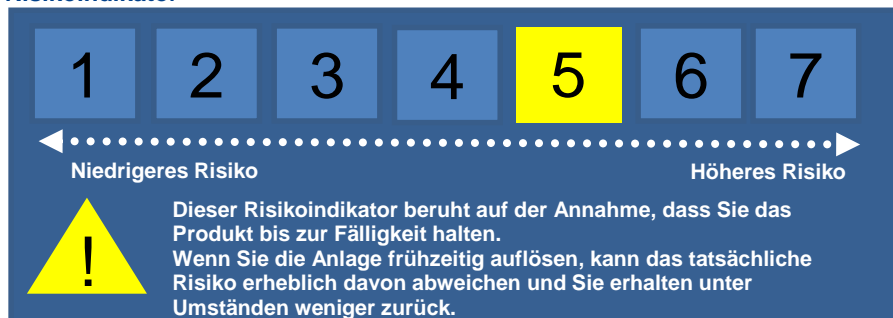 Risikoindikator
1 2 3 4 5 6 7
Niedrigeres Risiko Höheres Risiko
!
Dieser Risikoindikator beruht auf der Annahme, dass Sie das
Produkt bis zur Fälligkeit halten.
Wenn Sie die Anlage frühzeitig auflösen, kann das tatsächliche
Risiko erheblich davon abweichen und Sie erhalten unter
Umständen weniger zurück.